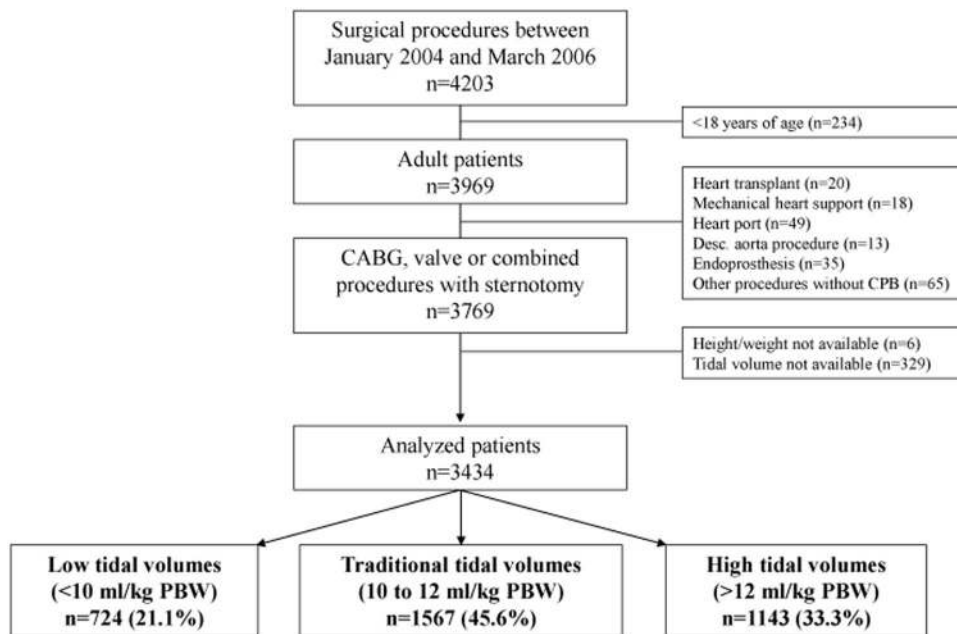 Surgical procedures between
January 2004 and March 2006
n=4203
<18 years of age (n=234)
Adult patients
n=3969
Heart transplant (n=20)
Mechanical heart support (n=18)
Heart port (n=49)
Desc. aorta procedure (n=13)
Endoprosthesis (n=35)
Other procedures without CPB (n=65)
CABG, valve or combined
procedures with sternotomy
n=3769
Height/weight not available (n=6)
Tidal volume not available (n=329)
Analyzed patients
n=3434
Low tidal volumes
(<10 ml/kg PBW)
n=724 (21.1%)
Traditional tidal volumes
(10 to 12 ml/kg PBW)
n=1567 (45.6%)
High tidal volumes
(>12 ml/kg PBW)
n=1143 (33.3%)